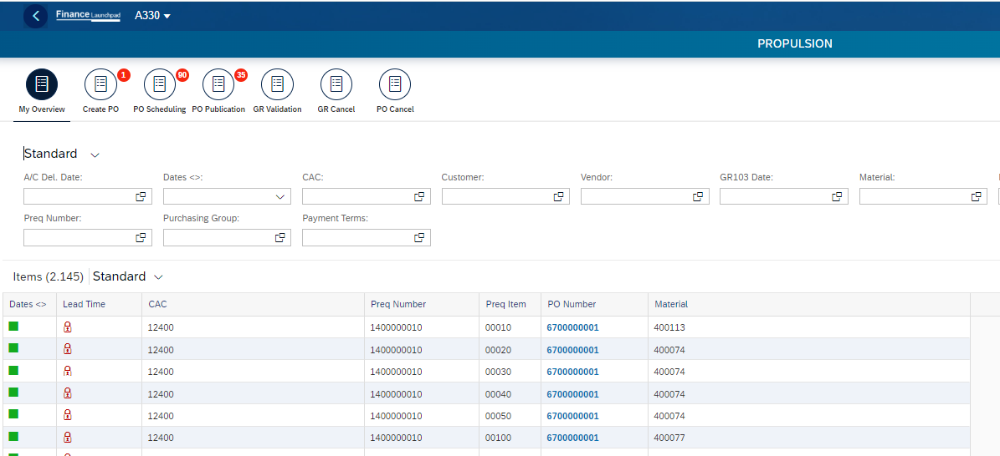 Finance Launchpad A330
PROPULSION
1 90 35
My Overview Create PO PO Scheduling PO Publication GR Validation GR Cancel PO Cancel
Standard
A/C Del. Date: Dates <>: CAC: Customer: Vendor: GR103 Date: Material:
Preq Number: Purchasing Group: Payment Terms:
Items (2.145) Standard
Dates <> Lead Time CAC Preq Number Preq Item PO Number Material
12400 1400000010 00010 6700000001 400113
12400 1400000010 00020 6700000001 400074
12400 1400000010 00030 6700000001 400074
12400 1400000010 00040 6700000001 400074
12400 1400000010 00050 6700000001 400074
12400 1400000010 00100 6700000001 400077